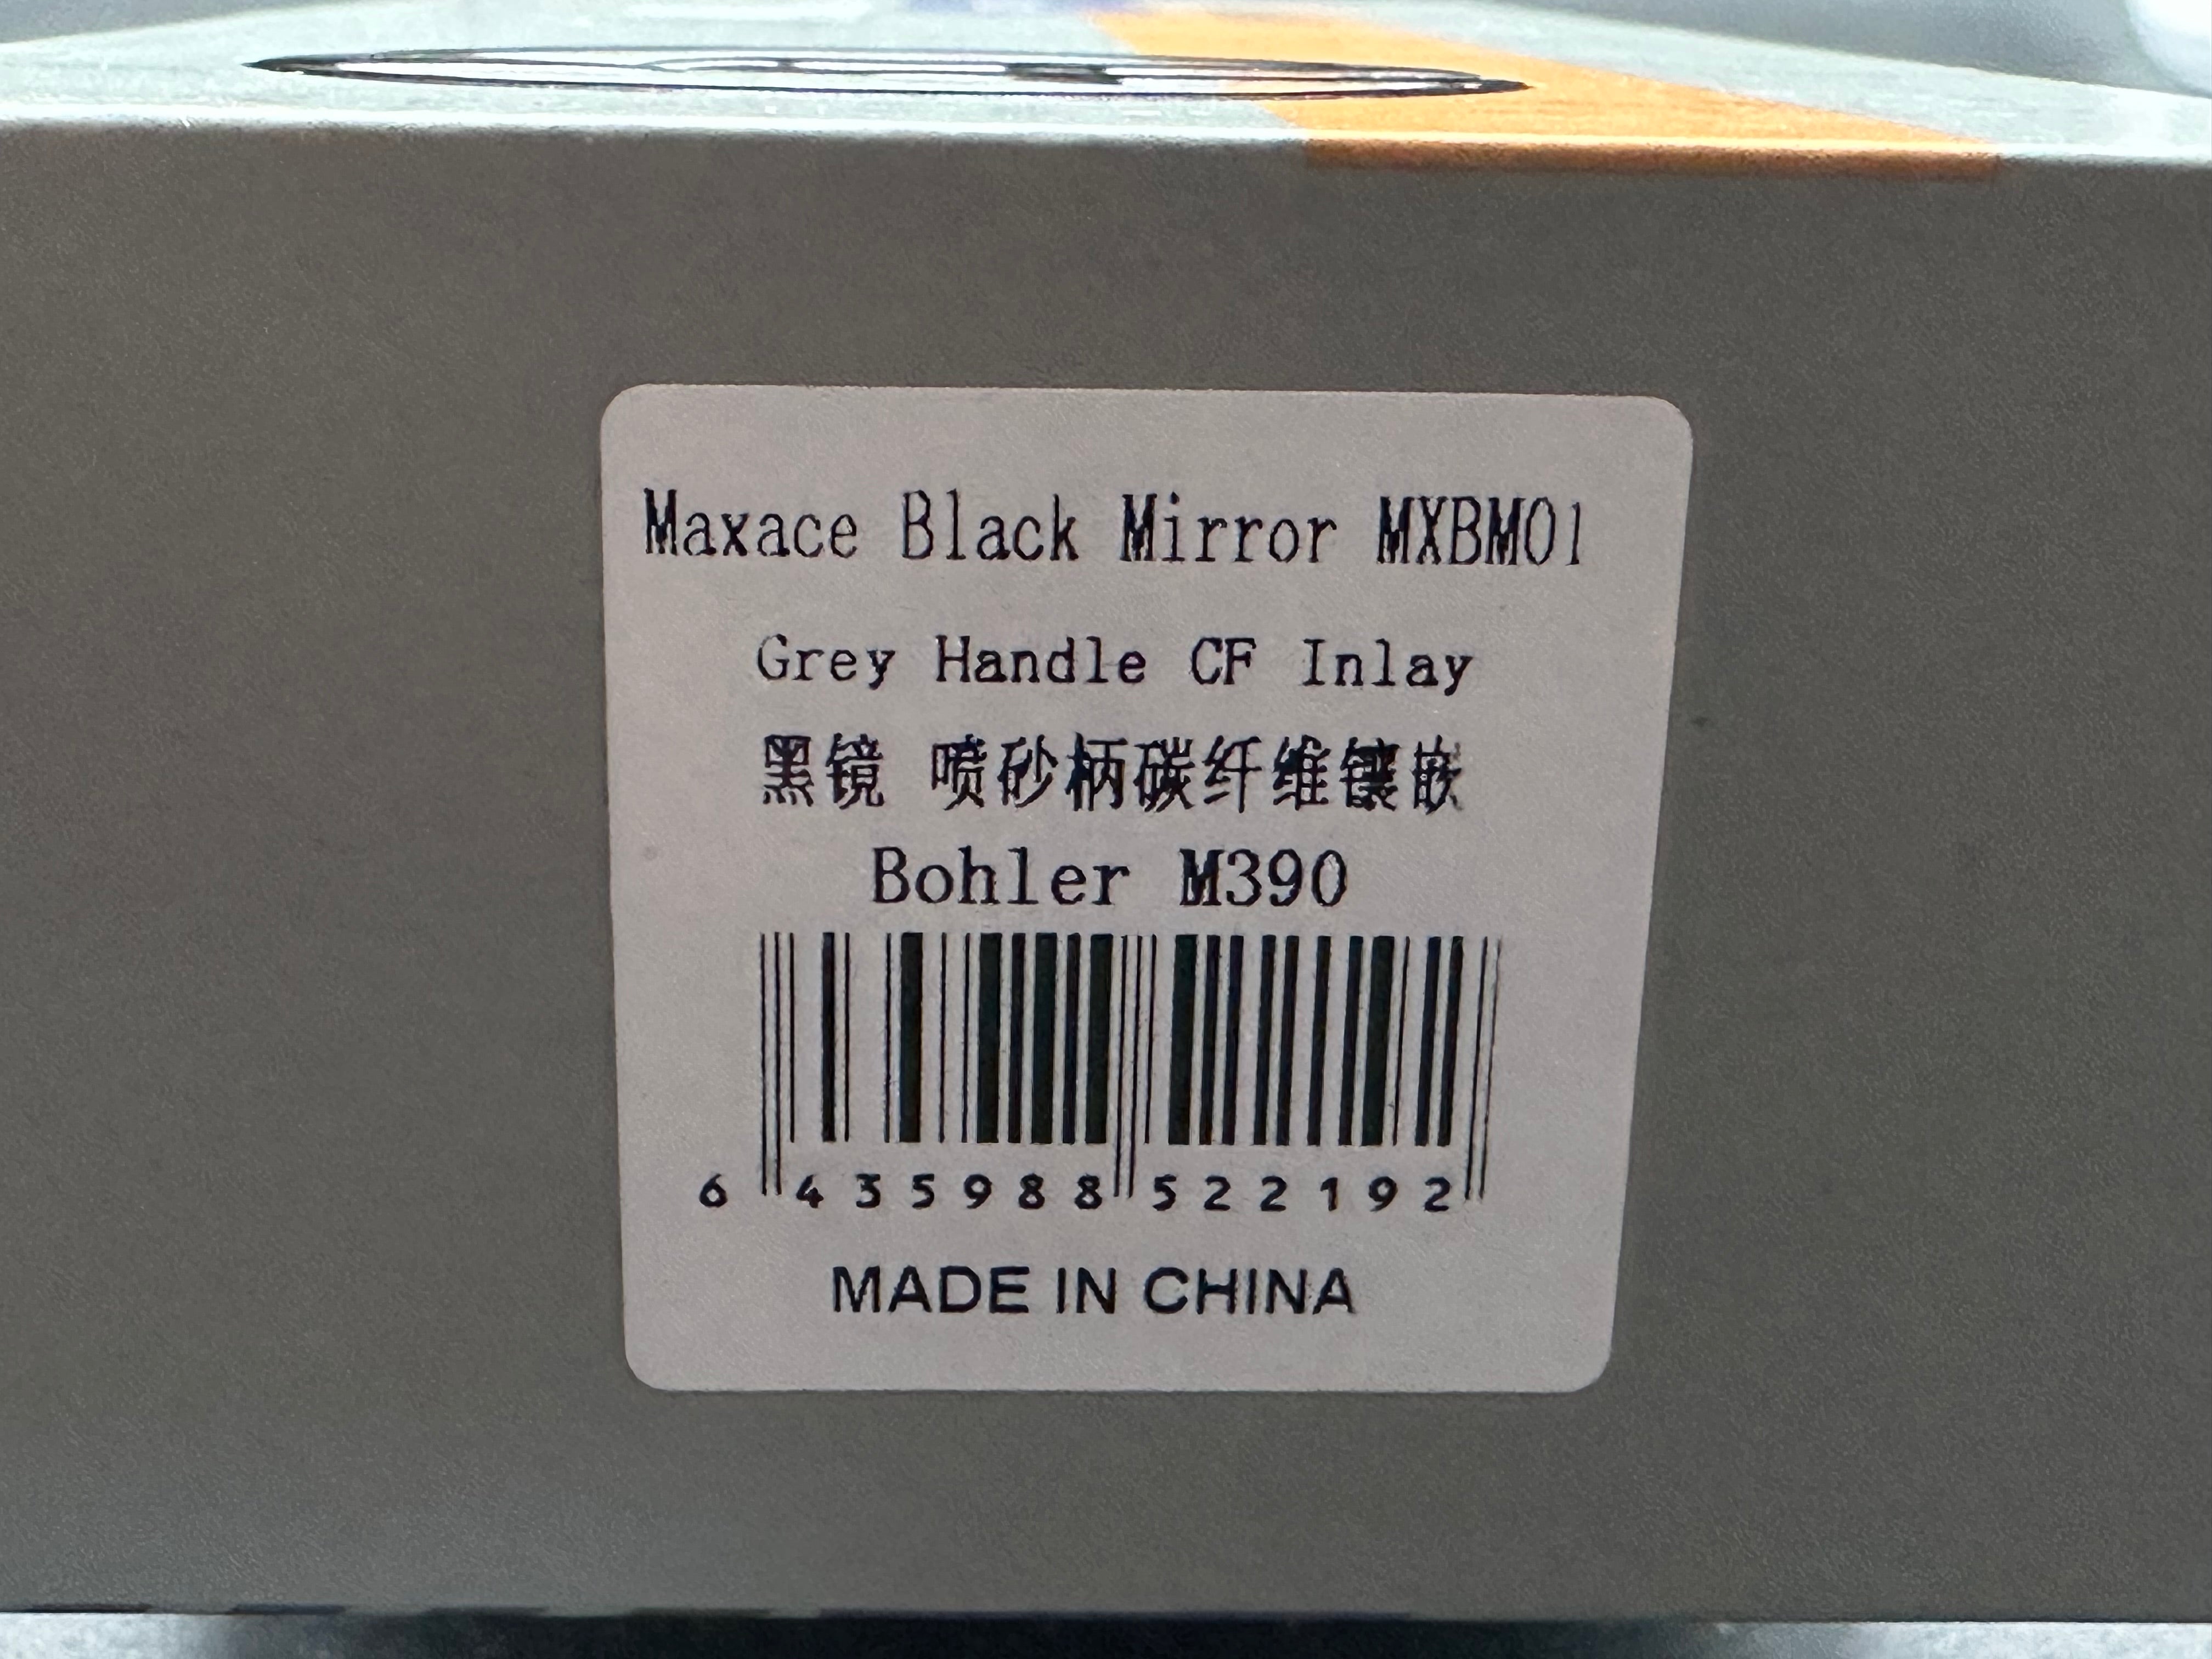 Maxace Black Mirror MXBM01
Grey Handle CF Inlay
黑镜 喷砂柄碳纤维镶嵌
Bohler M390
6 435988 522192
MADE IN CHINA